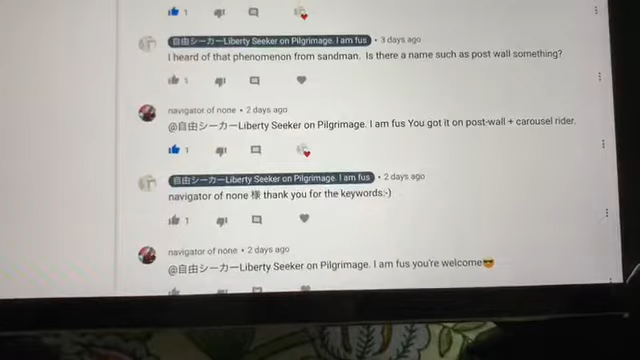 1
自由シーカーLiberty Seeker on Pilgrimage. I am fus • 3 days ago
I heard of that phenomenon from sandman. Is there a name such as post wall something?
1
navigator of none • 2 days ago
@自由シーカーLiberty Seeker on Pilgrimage. I am fus You got it on post-wall + carousel rider.
1
自由シーカーLiberty Seeker on Pilgrimage. I am fus • 2 days ago
navigator of none 様 thank you for the keywords:-)
1
navigator of none • 2 days ago
@自由シーカーLiberty Seeker on Pilgrimage. I am fus you're welcome😎